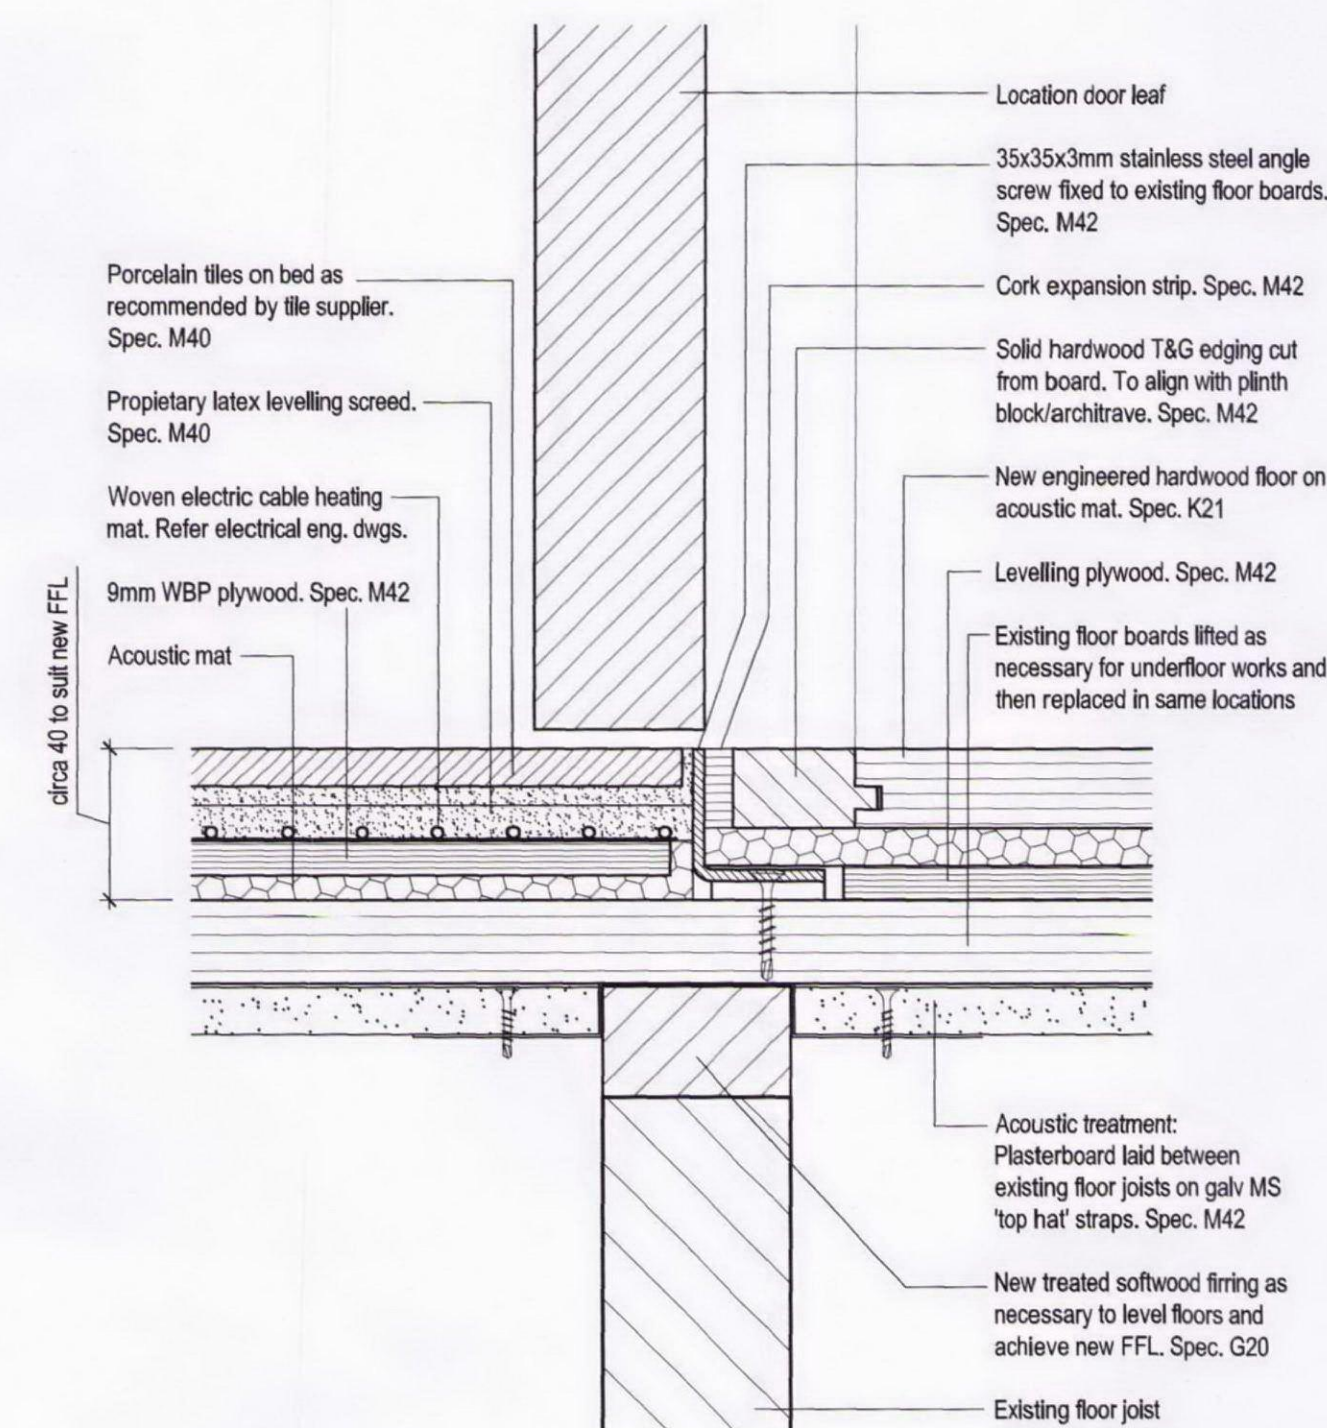 Location door leaf
35x35x3mm stainless steel angle
screw fixed to existing floor boards.
Spec. M42
Cork expansion strip. Spec. M42
Solid hardwood T&G edging cut
from board. To align with plinth
block/architrave. Spec. M42
New engineered hardwood floor on
acoustic mat. Spec. K21
Levelling plywood. Spec. M42
Existing floor boards lifted as
necessary for underfloor works and
then replaced in same locations
Porcelain tiles on bed as
recommended by tile supplier.
Spec. M40
Propietary latex levelling screed.
Spec. M40
Woven electric cable heating
mat. Refer electrical eng. dwgs.
9mm WBP plywood. Spec. M42
Acoustic mat
circa 40 to suit new FFL
Acoustic treatment:
Plasterboard laid between
existing floor joists on galv MS
'top hat' straps. Spec. M42
New treated softwood firring as
necessary to level floors and
achieve new FFL. Spec. G20
Existing floor joist